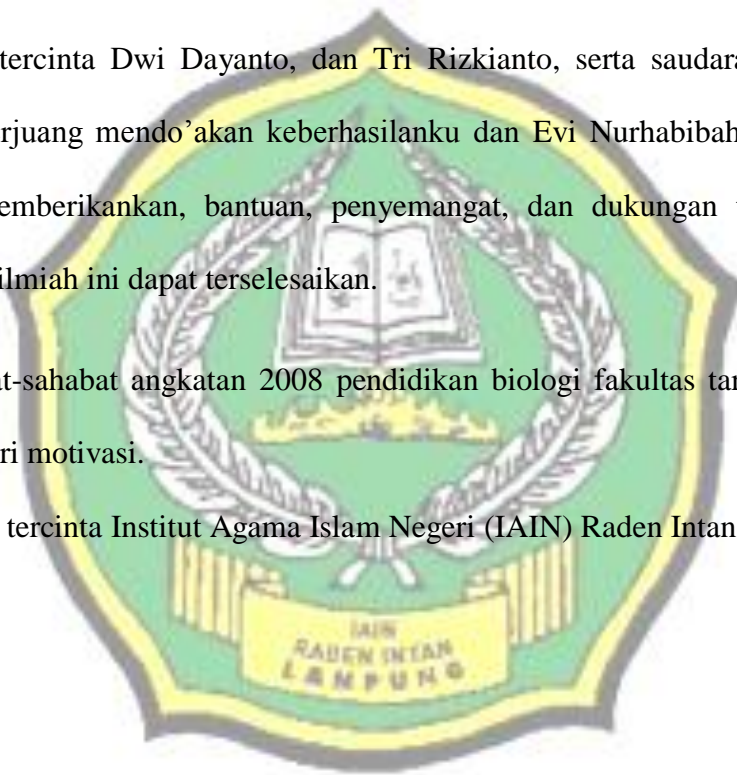 tercinta Dwi Dayanto, dan Tri Rizkianto, serta saudara
rjuang mendo’akan keberhasilanku dan Evi Nurhabibah
emberikankan, bantuan, penyemangat, dan dukungan
ilmiah ini dapat terselesaikan.
at-sahabat angkatan 2008 pendidikan biologi fakultas tar
ri motivasi.
tercinta Institut Agama Islam Negeri (IAIN) Raden Intan
IAIN
RADEN INTAN
LAMPUNG